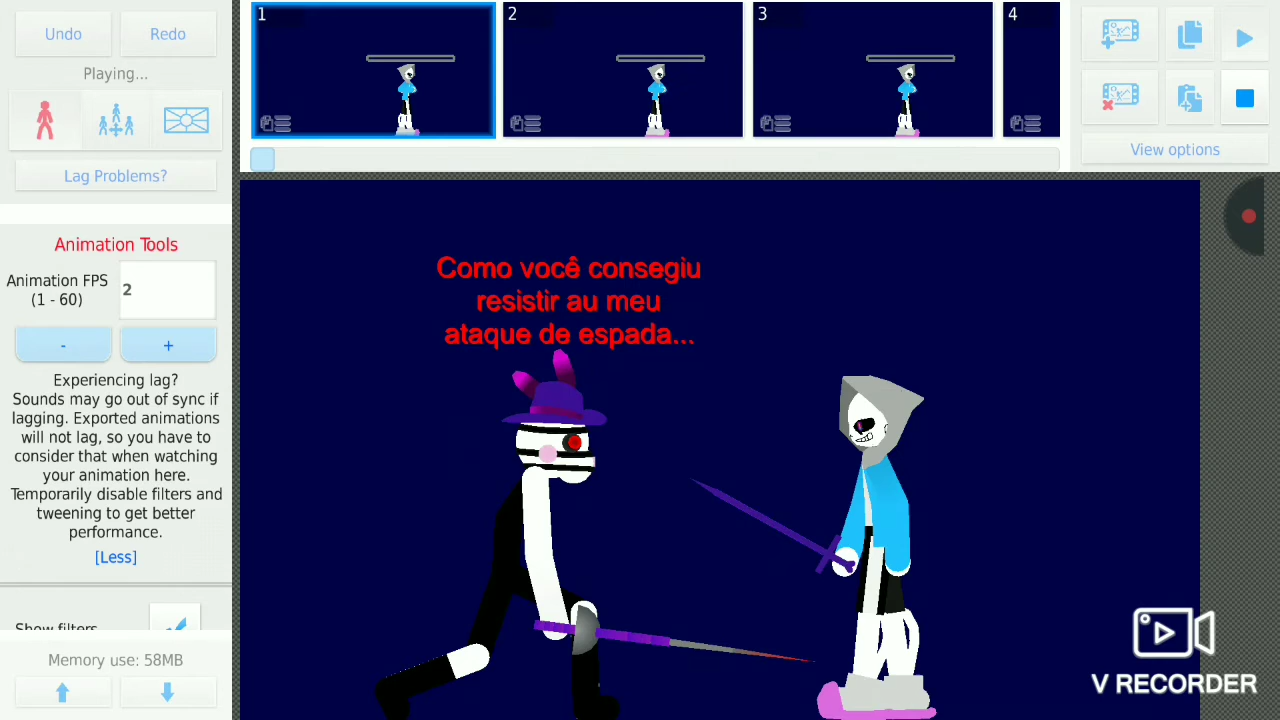 Undo
Redo
Playing...
Lag Problems?
1
2
3
4
View options
Animation Tools
Animation FPS
(1 - 60)
2
-
+
Experiencing lag?
Sounds may go out of sync if
lagging. Exported animations
will not lag, so you have to
consider that when watching
your animation here.
Temporarily disable filters and
tweening to get better
performance.
[Less]
Show filters
Memory use: 58MB
Como você consegiu
resistir au meu
ataque de espada...
V RECORDER